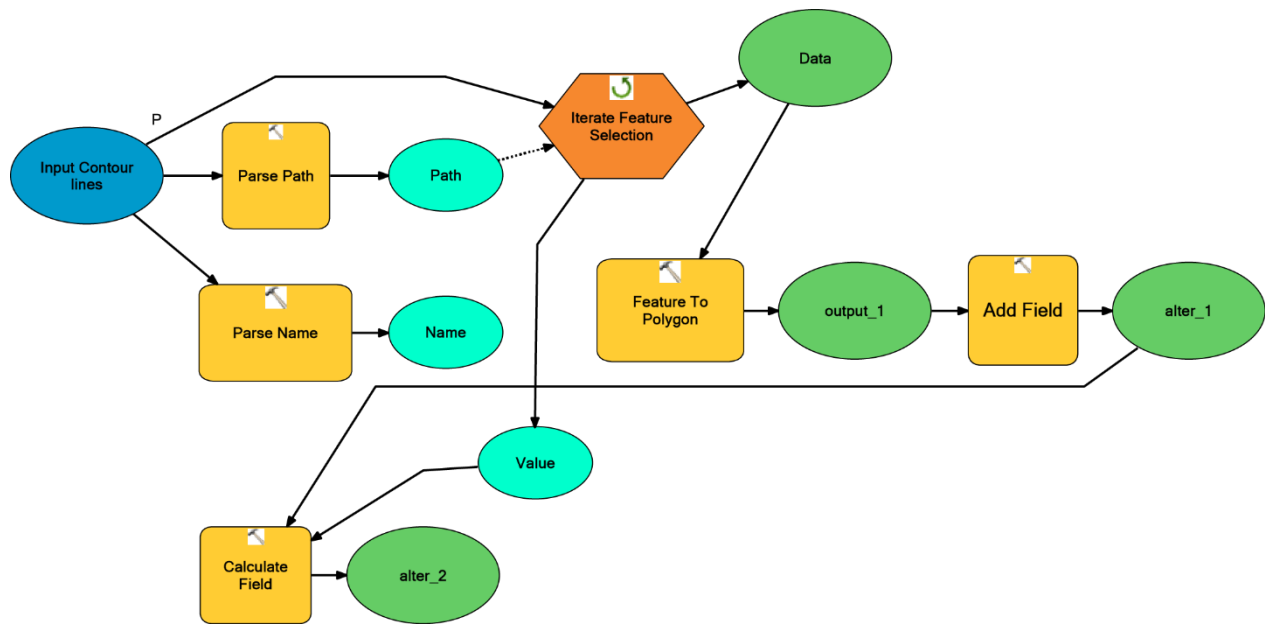 Data
P
Iterate Feature
Selection
Input Contour
lines
Parse Path
Path
Feature To
Polygon
output_1
Add Field
alter_1
Parse Name
Name
Value
Calculate
Field
alter_2